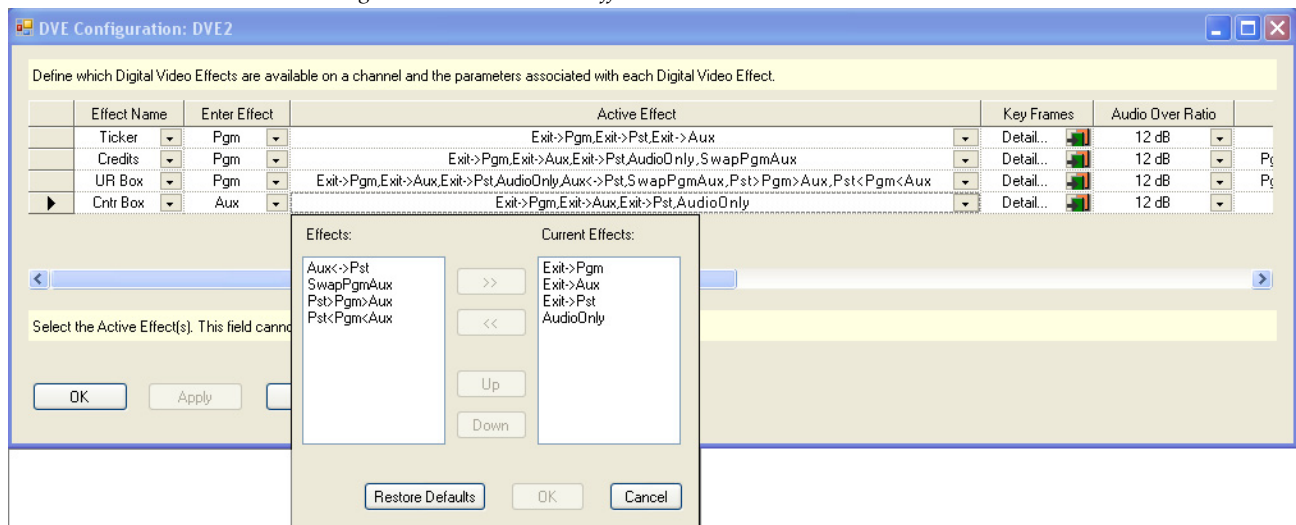 DVE Configuration: DVE2
Define which Digital Video Effects are available on a channel and the parameters associated with each Digital Video Effect.
Effect Name Enter Effect Active Effect Key Frames Audio Over Ratio
Ticker Pgm Exit->Pgm,Exit->Pst,Exit->Aux Detail... 12 dB
Credits Pgm Exit->Pgm,Exit->Aux,Exit->Pst,AudioOnly,SwapPgmAux Detail... 12 dB
UR Box Pgm Exit->Pgm,Exit->Aux,Exit->Pst,AudioOnly,Aux<->Pst,SwapPgmAux,Pst>Pgm>Aux,Pst<Pgm<Aux Detail... 12 dB
Cntr Box Aux Exit->Pgm,Exit->Aux,Exit->Pst,AudioOnly Detail... 12 dB
Effects: Current Effects:
Aux<->Pst Exit->Pgm
SwapPgmAux >> Exit->Aux
Pst>Pgm>Aux Exit->Pst
Pst<Pgm<Aux << AudioOnly
Select the Active Effect(s). This field
Up
OK Apply
Down
Restore Defaults OK Cancel